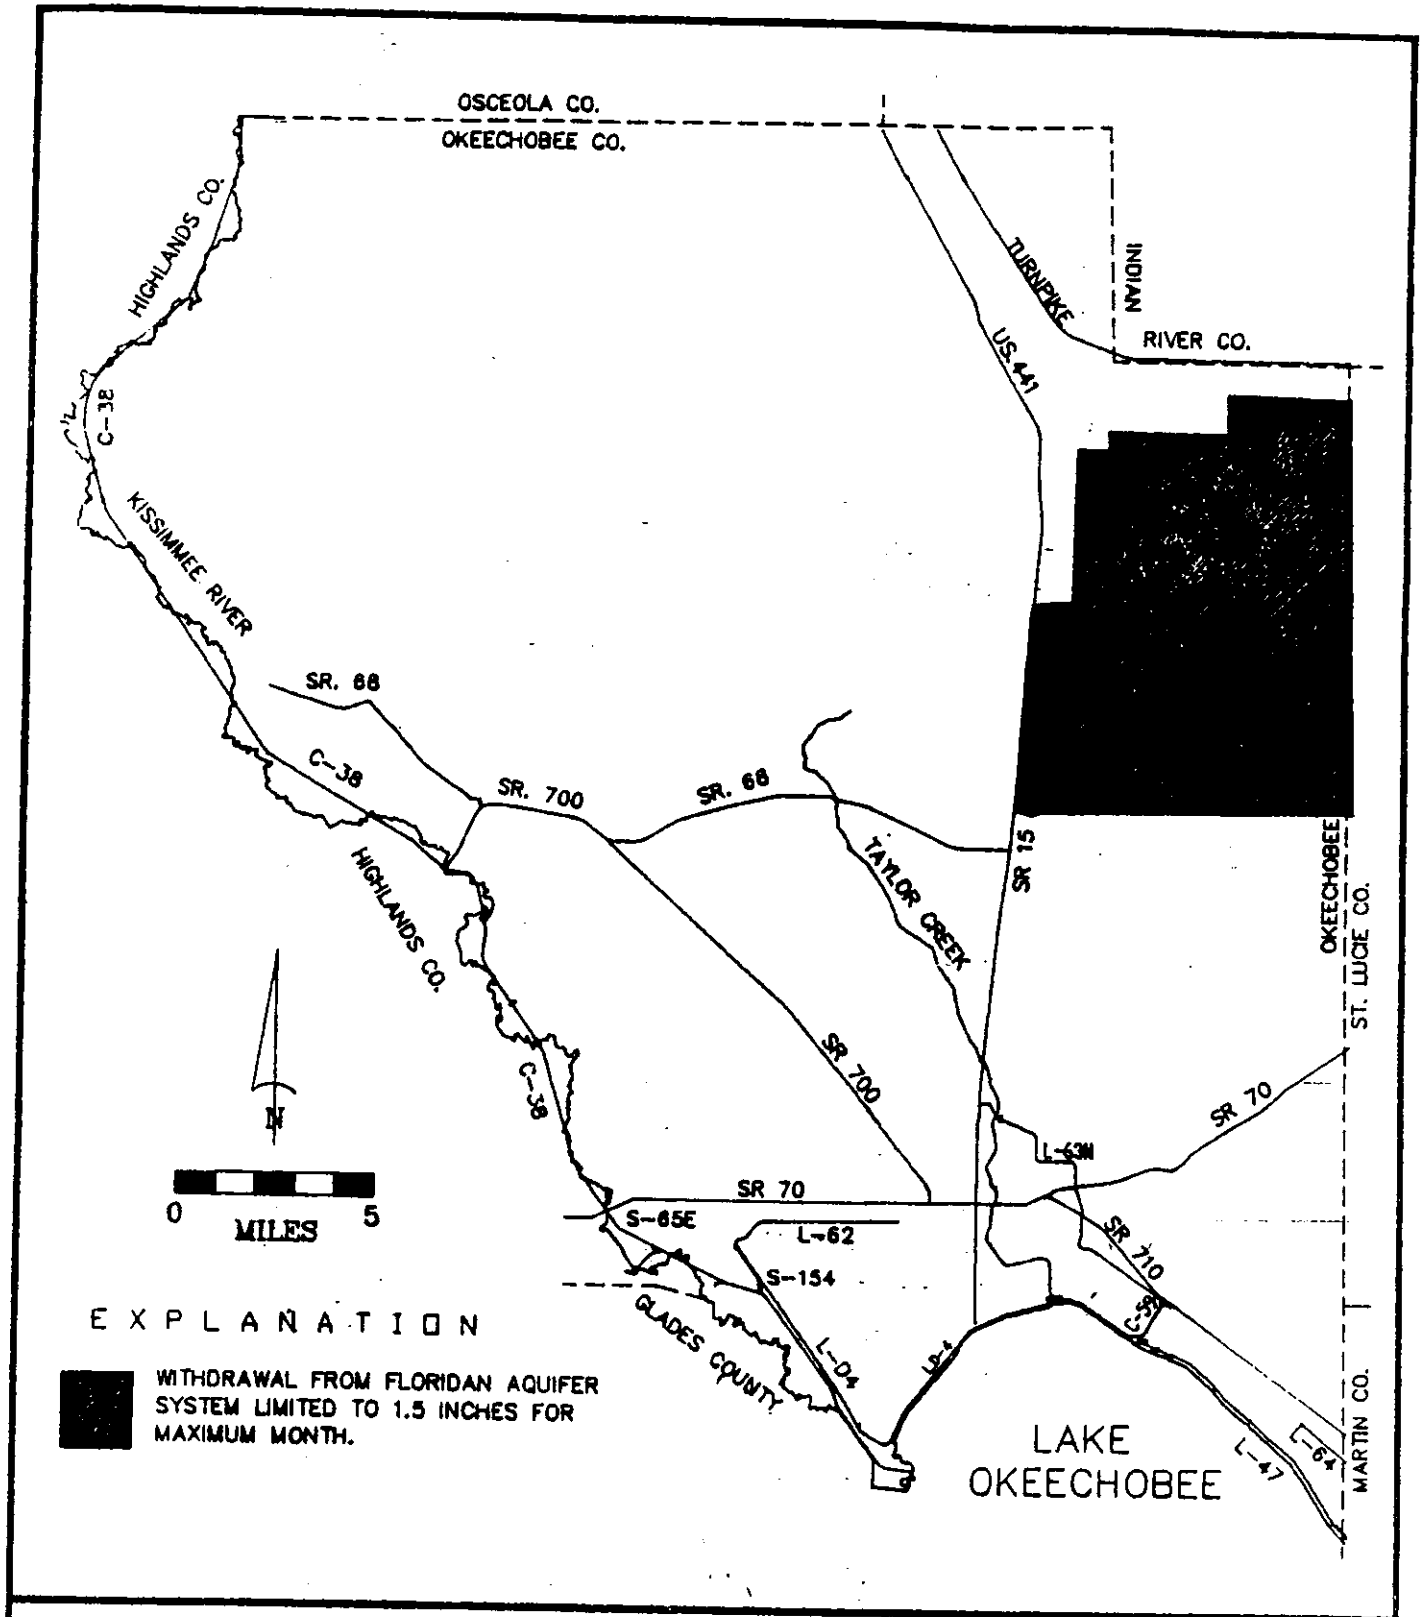 OSCEOLA CO.
OKEECHOBEE CO.
HIGHLANDS CO.
TURNPIKE
INDIAN
RIVER CO.
US.441
C-38
KISSIMMEE RIVER
SR. 68
C-38
SR. 700
SR. 68
SR 15
TAYLOR CREEK
OKEECHOBEE
ST. LUCIE CO.
HIGHLANDS CO.
SR 700
C-38
SR 70
L-63N
N
0 5
MILES
SR 70
S-65E
L-62
SR 710
S-154
C-59
GLADES COUNTY
L-D4
LD-4
EXPLANATION
WITHDRAWAL FROM FLORIDAN AQUIFER
SYSTEM LIMITED TO 1.5 INCHES FOR
MAXIMUM MONTH.
LAKE
OKEECHOBEE
L-47
L-64
MARTIN CO.